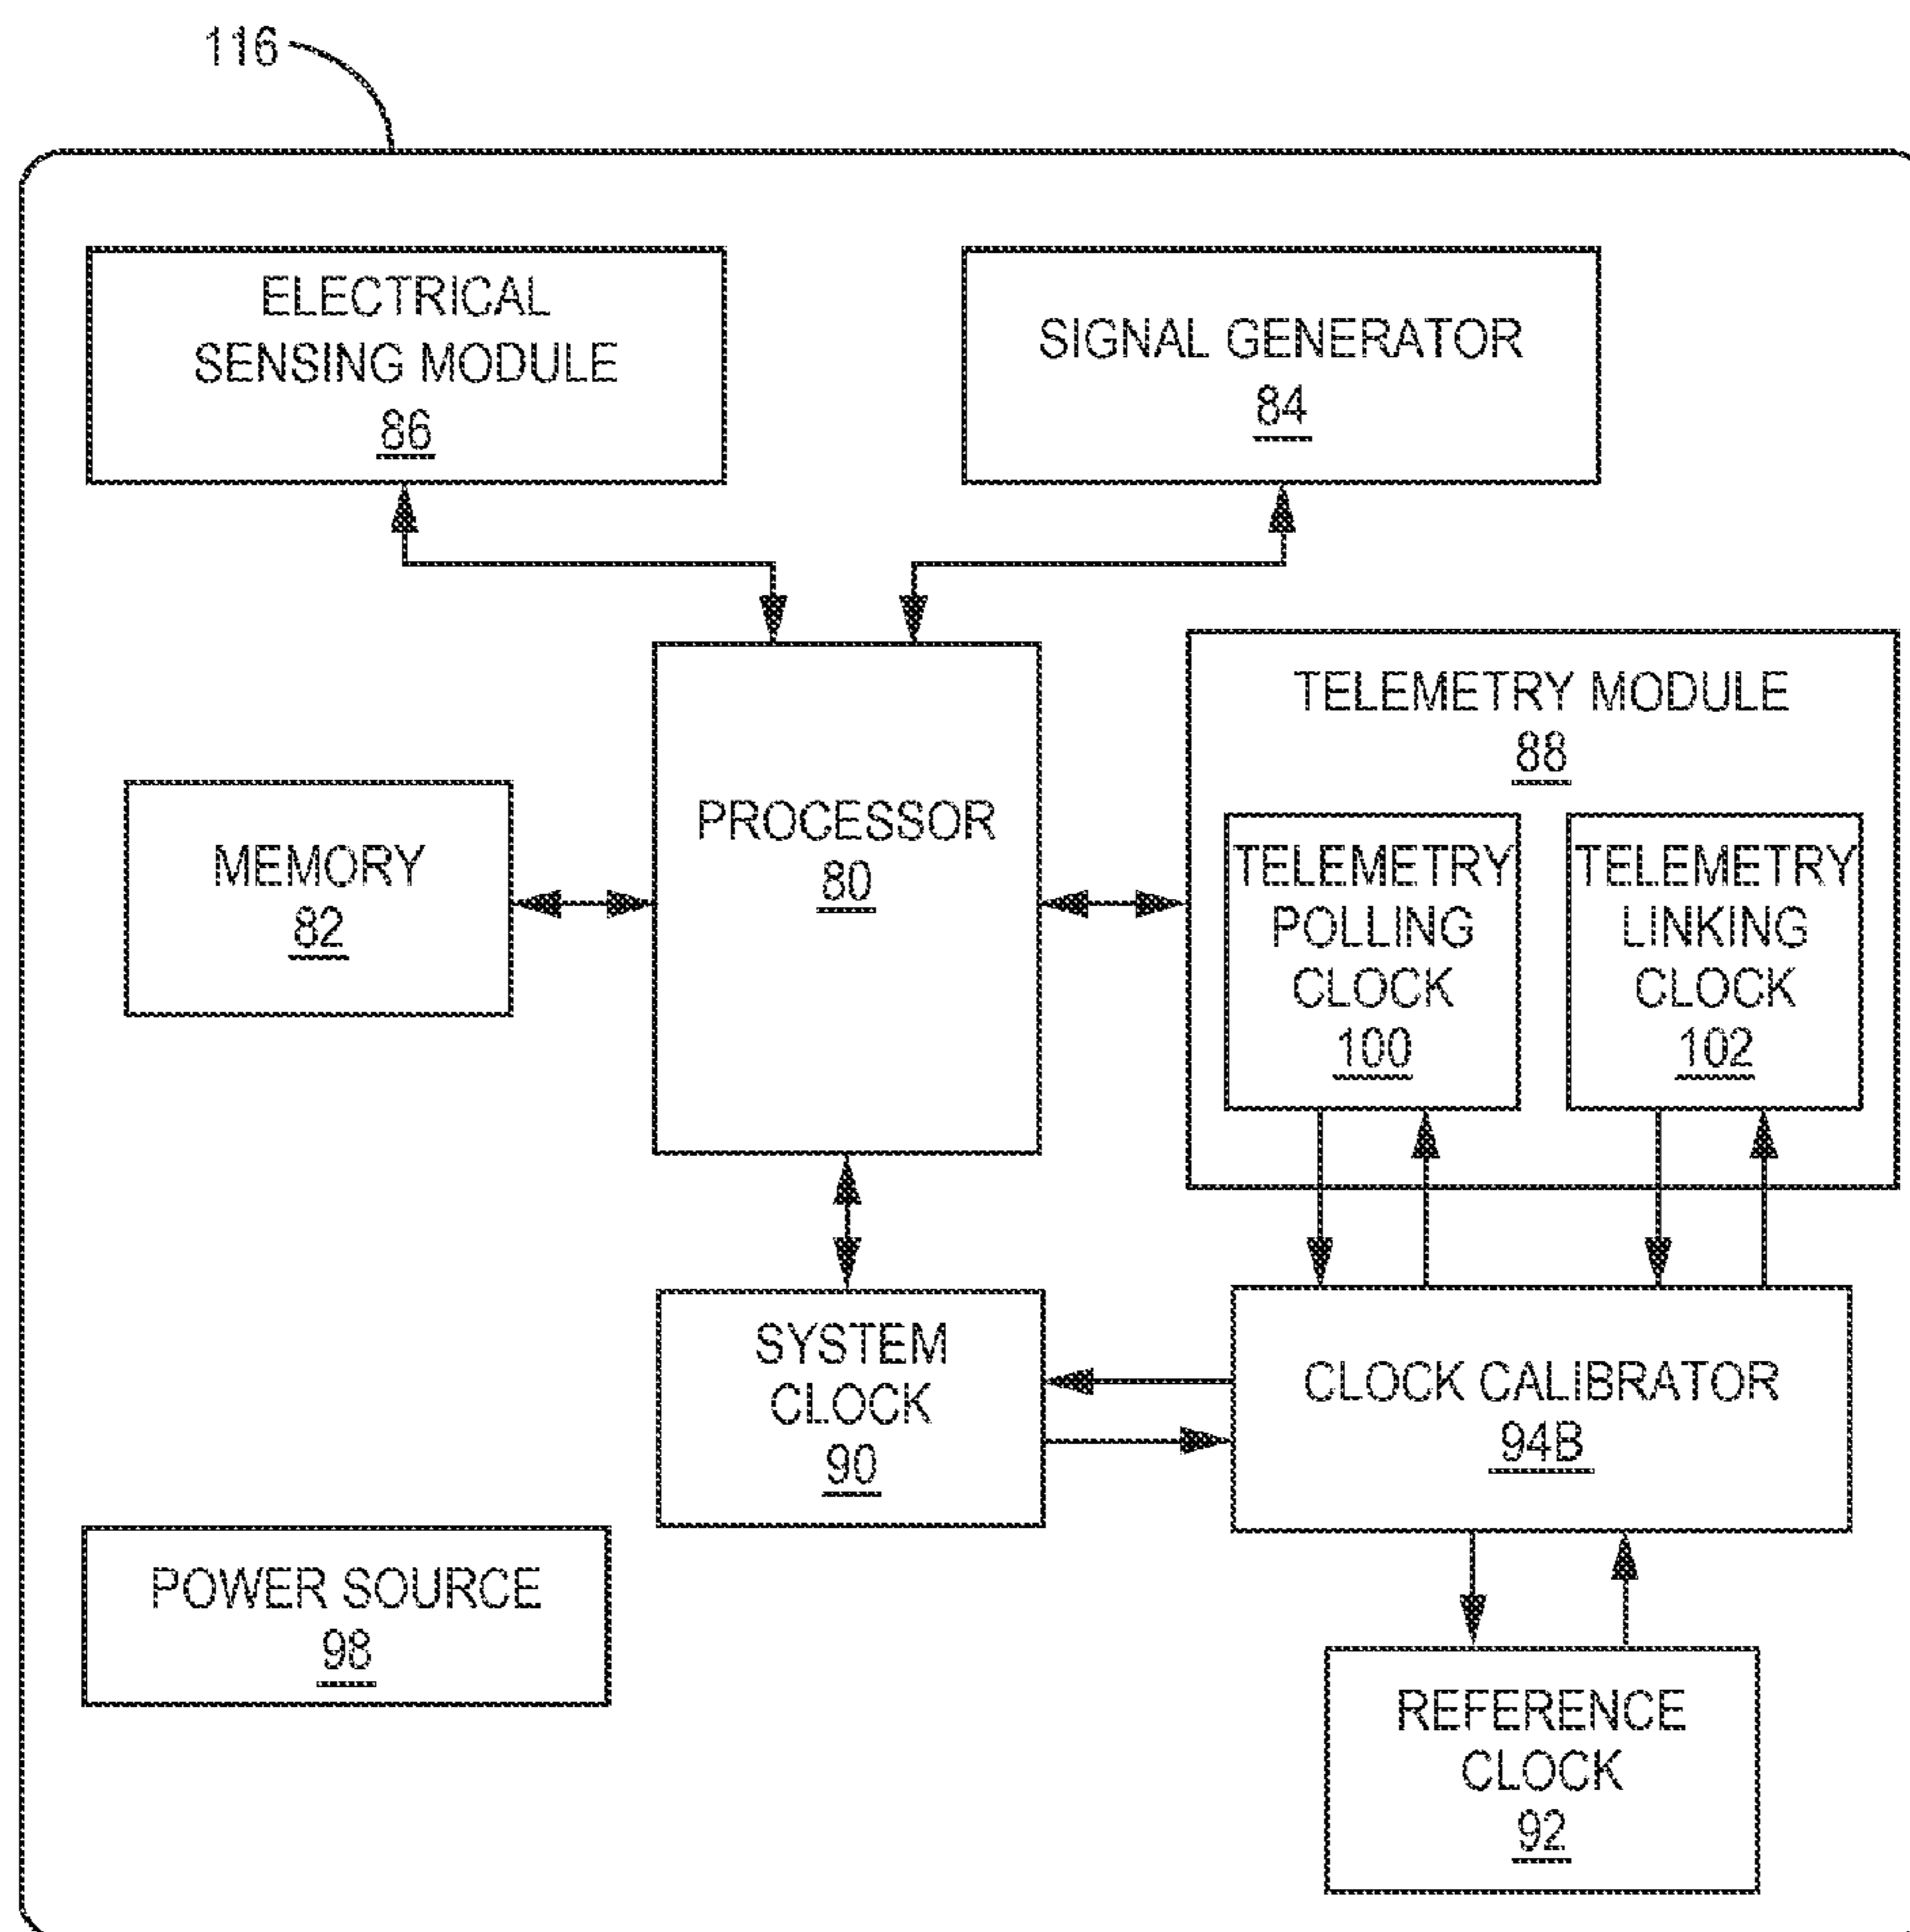 116
ELECTRICAL
SENSING MODULE
86
SIGNAL GENERATOR
84
TELEMETRY MODULE
88
PROCESSOR
80
MEMORY
82
TELEMETRY
POLLING
CLOCK
100
TELEMETRY
LINKING
CLOCK
102
SYSTEM
CLOCK
90
CLOCK CALIBRATOR
94B
POWER SOURCE
98
REFERENCE
CLOCK
92